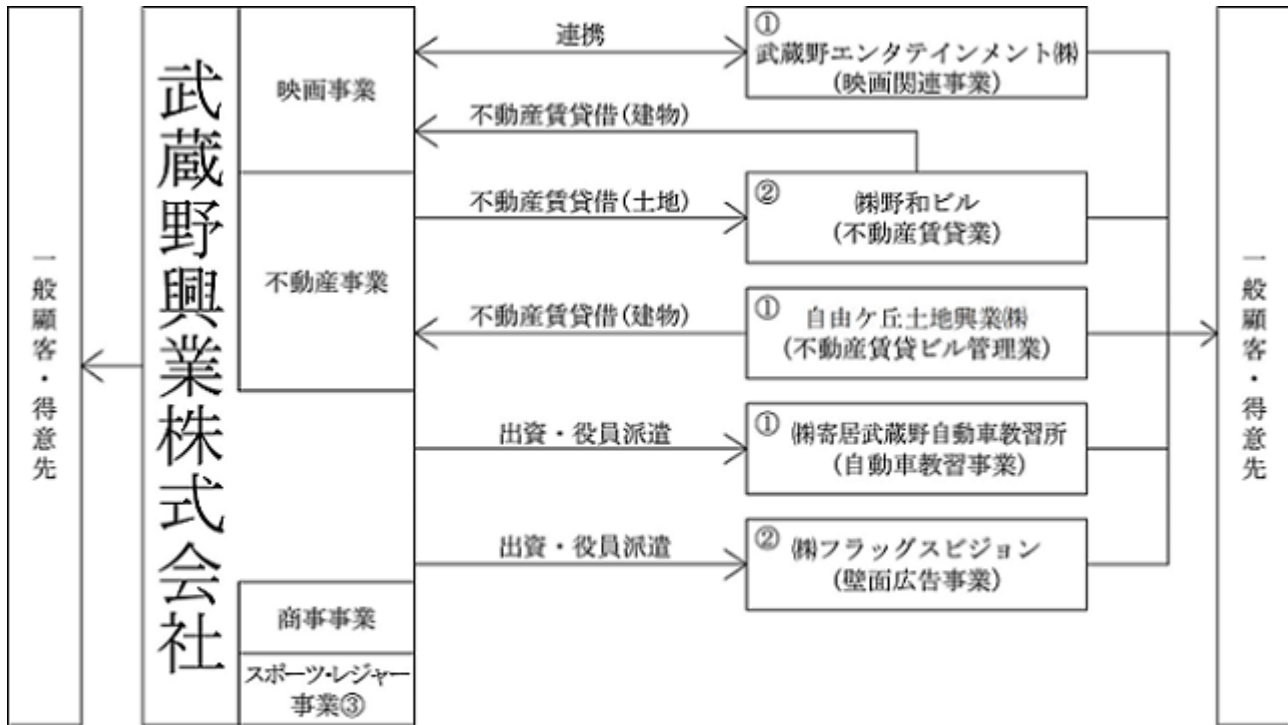 一般顧客・得意先
武蔵野興業株式会社
映画事業
不動産事業
商事事業
スポーツ・レジャー
事業③
連携
不動産賃貸借(建物)
不動産賃貸借(土地)
不動産賃貸借(建物)
出資・役員派遣
出資・役員派遣
①
武蔵野エンタテインメント㈱
(映画関連事業)
②
㈱野和ビル
(不動産賃貸業)
①
自由ケ丘土地興業㈱
(不動産賃貸ビル管理業)
①
㈱寄居武蔵野自動車教習所
(自動車教習事業)
②
㈱フラッグスビジョン
(壁面広告事業)
一般顧客・得意先